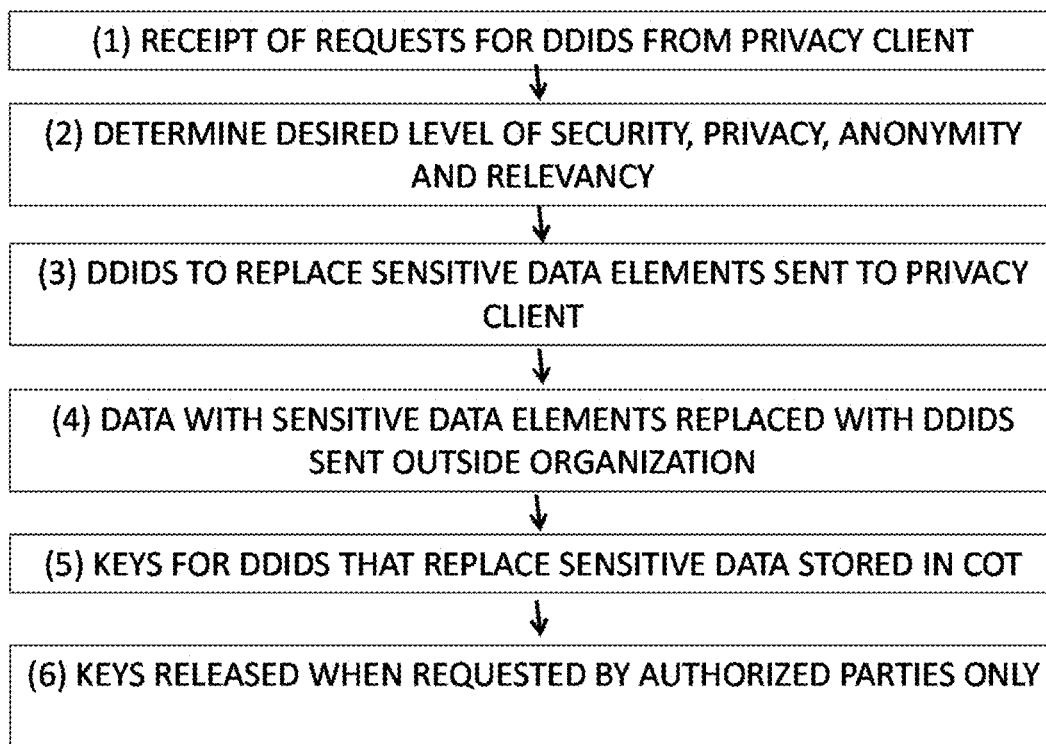 (1) RECEIPT OF REQUESTS FOR DDIDS FROM PRIVACY CLIENT
(2) DETERMINE DESIRED LEVEL OF SECURITY, PRIVACY, ANONYMITY
AND RELEVANCY
(3) DDIDS TO REPLACE SENSITIVE DATA ELEMENTS SENT TO PRIVACY
CLIENT
(4) DATA WITH SENSITIVE DATA ELEMENTS REPLACED WITH DDIDS
SENT OUTSIDE ORGANIZATION
(5) KEYS FOR DDIDS THAT REPLACE SENSITIVE DATA STORED IN COT
(6) KEYS RELEASED WHEN REQUESTED BY AUTHORIZED PARTIES ONLY